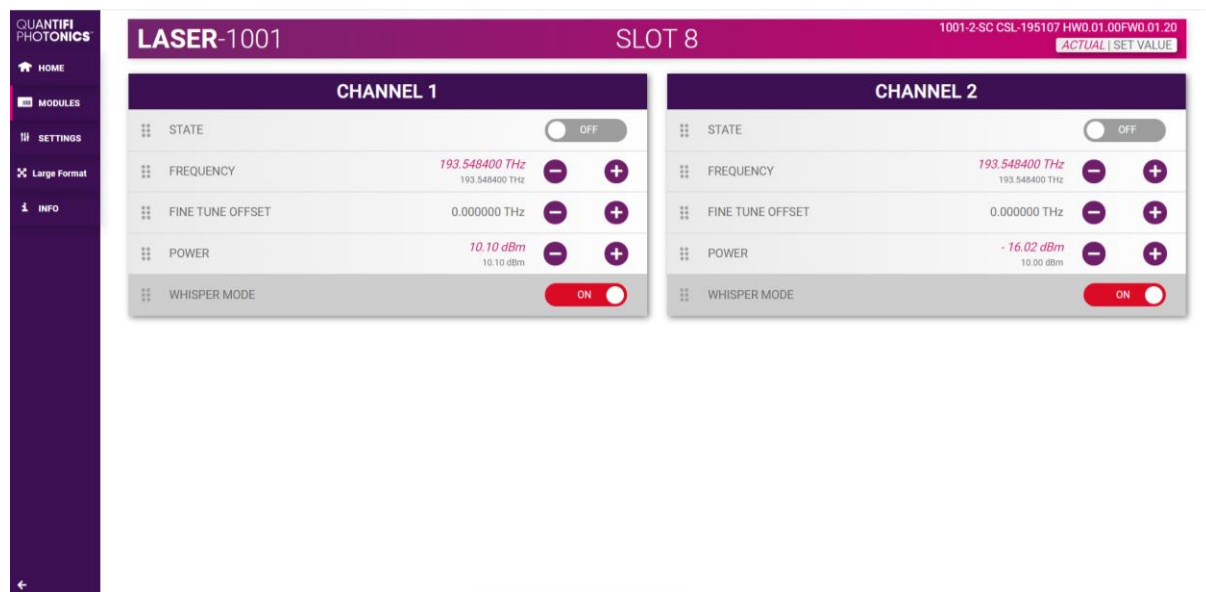 QUANTIFI
PHOTONICS
HOME
MODULES
SETTINGS
Large Format
INFO
LASER-1001
SLOT 8
1001-2-SC CSL-195107 HW0.01.00FW0.01.20
ACTUAL | SET VALUE
CHANNEL 1
STATE
OFF
FREQUENCY
193.548400 THz
193.548400 THz
FINE TUNE OFFSET
0.000000 THz
POWER
10.10 dBm
10.10 dBm
WHISPER MODE
ON
CHANNEL 2
STATE
OFF
FREQUENCY
193.548400 THz
193.548400 THz
FINE TUNE OFFSET
0.000000 THz
POWER
- 16.02 dBm
10.00 dBm
WHISPER MODE
ON